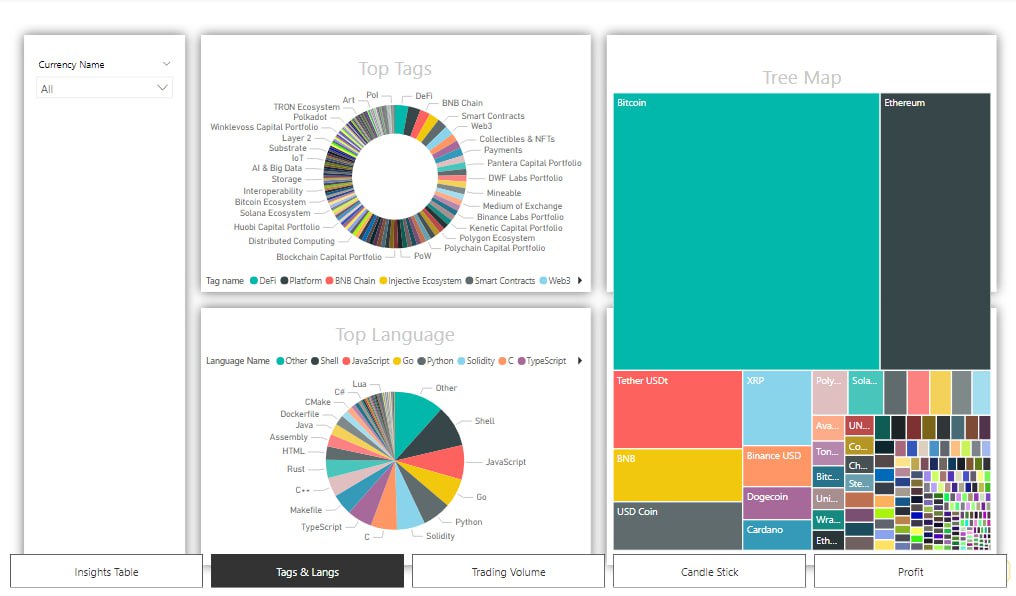 Currency Name
All
Top Tags
Pol
DeFi
Art
BNB Chain
TRON Ecosystem
Smart Contracts
Polkadot
Web3
Winklevoss Capital Portfolio
Collectibles & NFTs
Layer 2
Payments
Substrate
Pantera Capital Portfolio
IoT
AI & Big Data
DWF Labs Portfolio
Storage
Mineable
Interoperability
Medium of Exchange
Bitcoin Ecosystem
Binance Labs Portfolio
Solana Ecosystem
Kenetic Capital Portfolio
Huobi Capital Portfolio
Polygon Ecosystem
Distributed Computing
Polychain Capital Portfolio
Blockchain Capital Portfolio
PoW
Tag name DeFi Platform BNB Chain Injective Ecosystem Smart Contracts Web3
Top Language
Language Name Other Shell JavaScript Go Python Solidity C TypeScript
Lua
Other
C#
CMake
Dockerfile
Shell
Java
Assembly
HTML
JavaScript
Rust
C++
Go
Makefile
Python
TypeScript
Solidity
C
Tree Map
Bitcoin
Ethereum
Tether USDt
XRP
Poly...
Sola...
Ava...
UN...
BNB
Binance USD
Ton...
Co...
Ch...
Bitc...
Ste...
USD Coin
Dogecoin
Uni...
Wra...
Cardano
Eth...
Insights Table
Tags & Langs
Trading Volume
Candle Stick
Profit